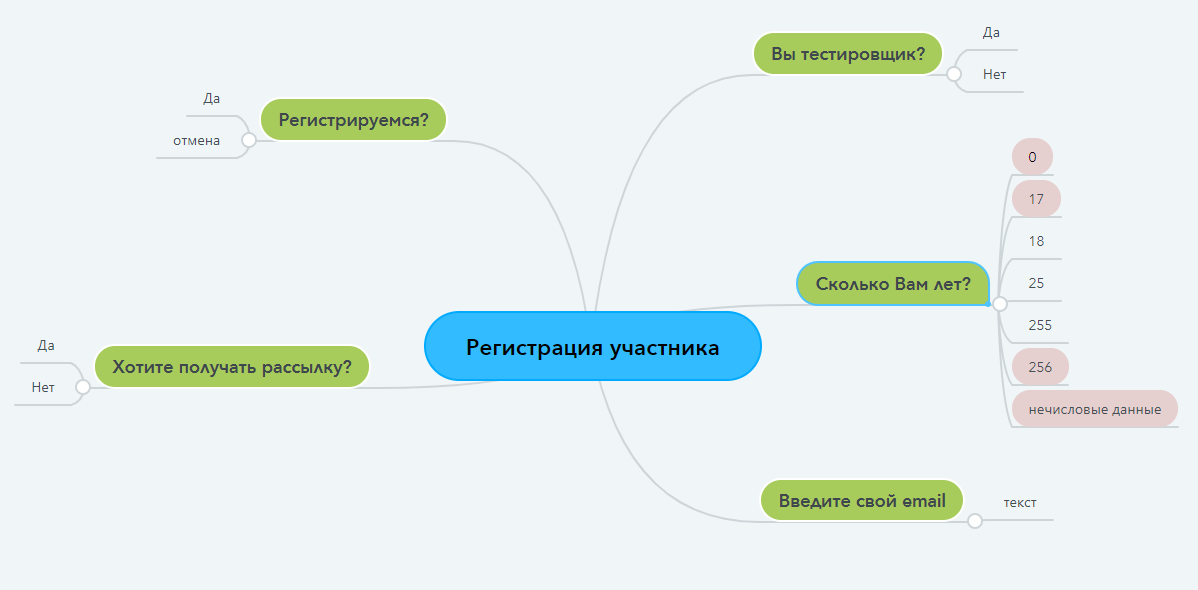 Вы тестировщик?
Да
Нет
Сколько Вам лет?
0
17
18
25
255
256
нечисловые данные
Введите свой email
текст
Регистрация участника
Регистрируемся?
Да
отмена
Хотите получать рассылку?
Да
Нет